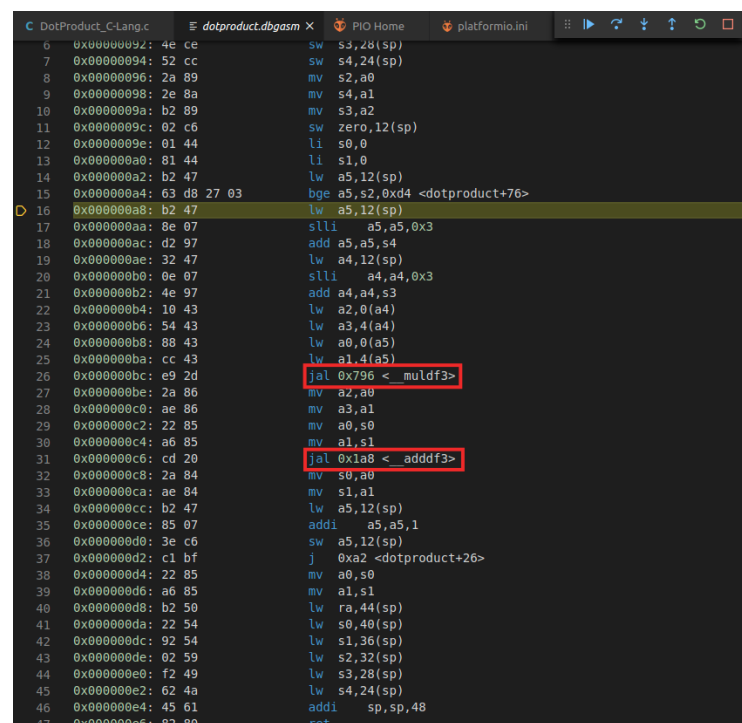 C DotProduct_C-Lang.c dotproduct.dbgasm × PIO Home platformio.ini
6 0x00000092: 4e ce sw s3,28(sp)
7 0x00000094: 52 cc sw s4,24(sp)
8 0x00000096: 2a 89 mv s2,a0
9 0x00000098: 2e 8a mv s4,a1
10 0x0000009a: b2 89 mv s3,a2
11 0x0000009c: 02 c6 sw zero,12(sp)
12 0x0000009e: 01 44 li s0,0
13 0x000000a0: 81 44 li s1,0
14 0x000000a2: b2 47 lw a5,12(sp)
15 0x000000a4: 63 d8 27 03 bge a5,s2,0xd4 <dotproduct+76>
16 0x000000a8: b2 47 lw a5,12(sp)
17 0x000000aa: 8e 07 slli a5,a5,0x3
18 0x000000ac: d2 97 add a5,a5,s4
19 0x000000ae: 32 47 lw a4,12(sp)
20 0x000000b0: 0e 07 slli a4,a4,0x3
21 0x000000b2: 4e 97 add a4,a4,s3
22 0x000000b4: 10 43 lw a2,0(a4)
23 0x000000b6: 54 43 lw a3,4(a4)
24 0x000000b8: 88 43 lw a0,0(a5)
25 0x000000ba: cc 43 lw a1,4(a5)
26 0x000000bc: e9 2d jal 0x796 <__muldf3>
27 0x000000be: 2a 86 mv a2,a0
28 0x000000c0: ae 86 mv a3,a1
29 0x000000c2: 22 85 mv a0,s0
30 0x000000c4: a6 85 mv a1,s1
31 0x000000c6: cd 20 jal 0x1a8 <__adddf3>
32 0x000000c8: 2a 84 mv s0,a0
33 0x000000ca: ae 84 mv s1,a1
34 0x000000cc: b2 47 lw a5,12(sp)
35 0x000000ce: 85 07 addi a5,a5,1
36 0x000000d0: 3e c6 sw a5,12(sp)
37 0x000000d2: c1 bf j 0xa2 <dotproduct+26>
38 0x000000d4: 22 85 mv a0,s0
39 0x000000d6: a6 85 mv a1,s1
40 0x000000d8: b2 50 lw ra,44(sp)
41 0x000000da: 22 54 lw s0,40(sp)
42 0x000000dc: 92 54 lw s1,36(sp)
43 0x000000de: 02 59 lw s2,32(sp)
44 0x000000e0: f2 49 lw s3,28(sp)
45 0x000000e2: 62 4a lw s4,24(sp)
46 0x000000e4: 45 61 addi sp,sp,48
47 0x000000e6: 82 80 ret